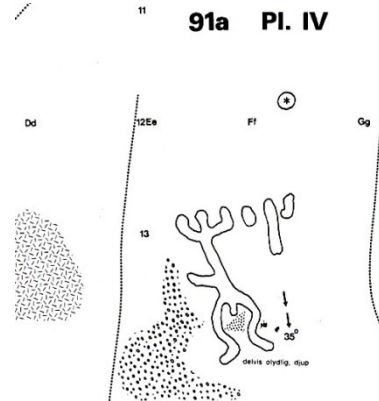 11
91a Pl. IV
Dd 12Ee Ff Gg
13
35°
delvis otydlig, djup